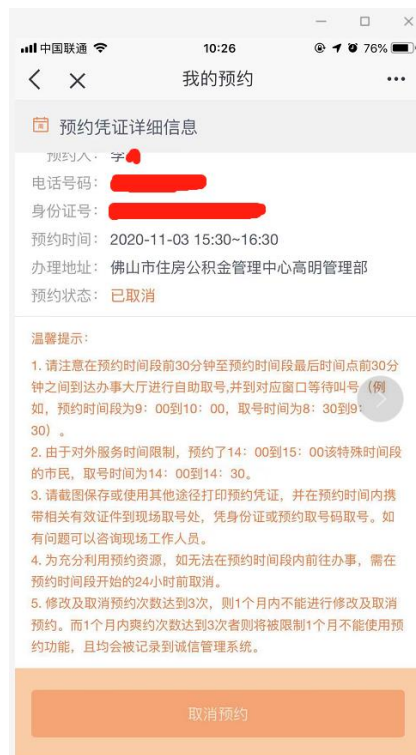 中国联通
10:26
76%
我的预约
预约凭证详细信息
预约人： 李
电话号码：
身份证号：
预约时间： 2020-11-03 15:30~16:30
办理地址： 佛山市住房公积金管理中心高明管理部
预约状态： 已取消
温馨提示：
1. 请注意在预约时间段前30分钟至预约时间段最后时间点前30分
钟之间到达办事大厅进行自助取号,并到对应窗口等待叫号（例
如，预约时间段为9：00到10：00，取号时间为8：30到9：
30）。
2. 由于对外服务时间限制，预约了14：00到15：00该特殊时间段
的市民，取号时间为14：00到14：30。
3. 请截图保存或使用其他途径打印预约凭证，并在预约时间内携
带相关有效证件到现场取号处，凭身份证或预约取号码取号。如
有问题可以咨询现场工作人员。
4. 为充分利用预约资源，如无法在预约时间段内前往办事，需在
预约时间段开始的24小时前取消。
5. 修改及取消预约次数达到3次，则1个月内不能进行修改及取消
预约。而1个月内爽约次数达到3次者则将被限制1个月不能使用预
约功能，且均会被记录到诚信管理系统。
取消预约